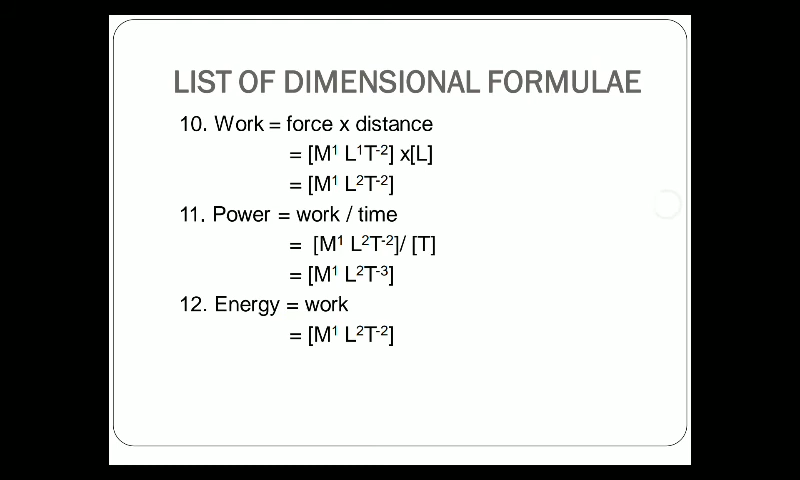 LIST OF DIMENSIONAL FORMULAE
10. Work = force x distance
= [M¹ L¹T⁻²] x[L]
= [M¹ L²T⁻²]
11. Power = work / time
= [M¹ L²T⁻²]/ [T]
= [M¹ L²T⁻³]
12. Energy = work
= [M¹ L²T⁻²]